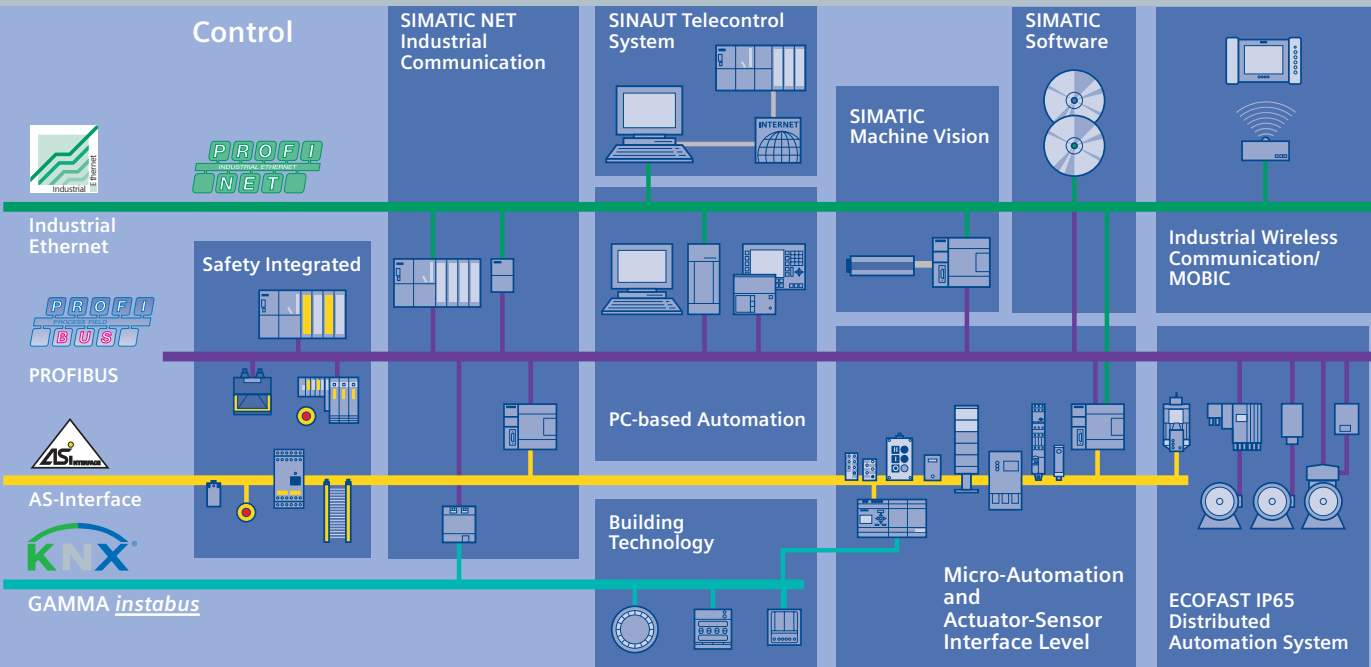 Control
SIMATIC NET
Industrial
Communication
SINAUT Telecontrol
System
INTERNET
SIMATIC
Machine Vision
SIMATIC
Software
Industrial
Ethernet
PROFI
INDUSTRIAL ETHERNET
NET
Industrial
Ethernet
Safety Integrated
Industrial Wireless
Communication/
MOBIC
PROFI
PROCESS FIELD
BUS
PROFIBUS
PC-based Automation
ASi
INTERFACE
AS-Interface
Building
Technology
KNX®
GAMMA instabus
Micro-Automation
and
Actuator-Sensor
Interface Level
ECOFAST IP65
Distributed
Automation System